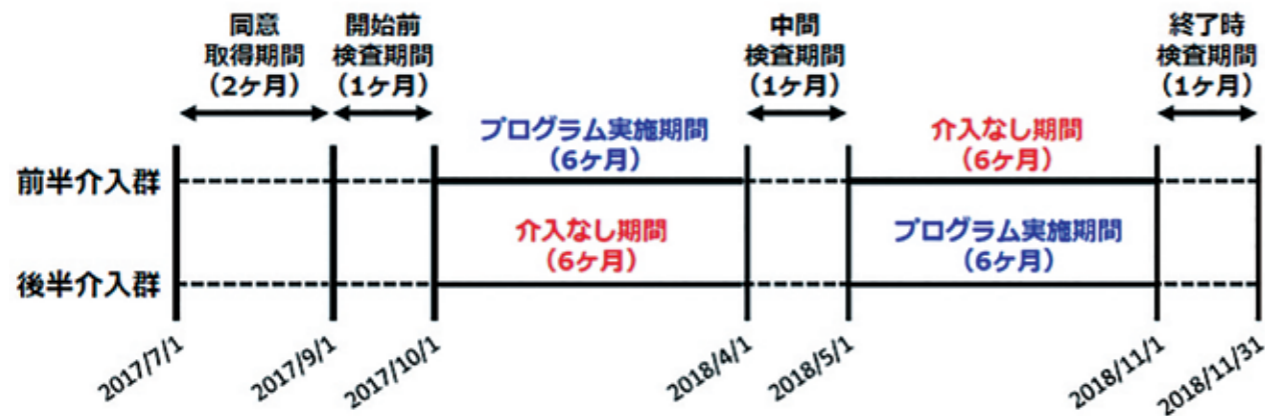 同意
取得期間
（2ヶ月）
開始前
検査期間
（1ヶ月）
中間
検査期間
（1ヶ月）
終了時
検査期間
（1ヶ月）
プログラム実施期間
（6ヶ月）
介入なし期間
（6ヶ月）
前半介入群
介入なし期間
（6ヶ月）
プログラム実施期間
（6ヶ月）
後半介入群
2017/7/1
2017/9/1
2017/10/1
2018/4/1
2018/5/1
2018/11/1
2018/11/31